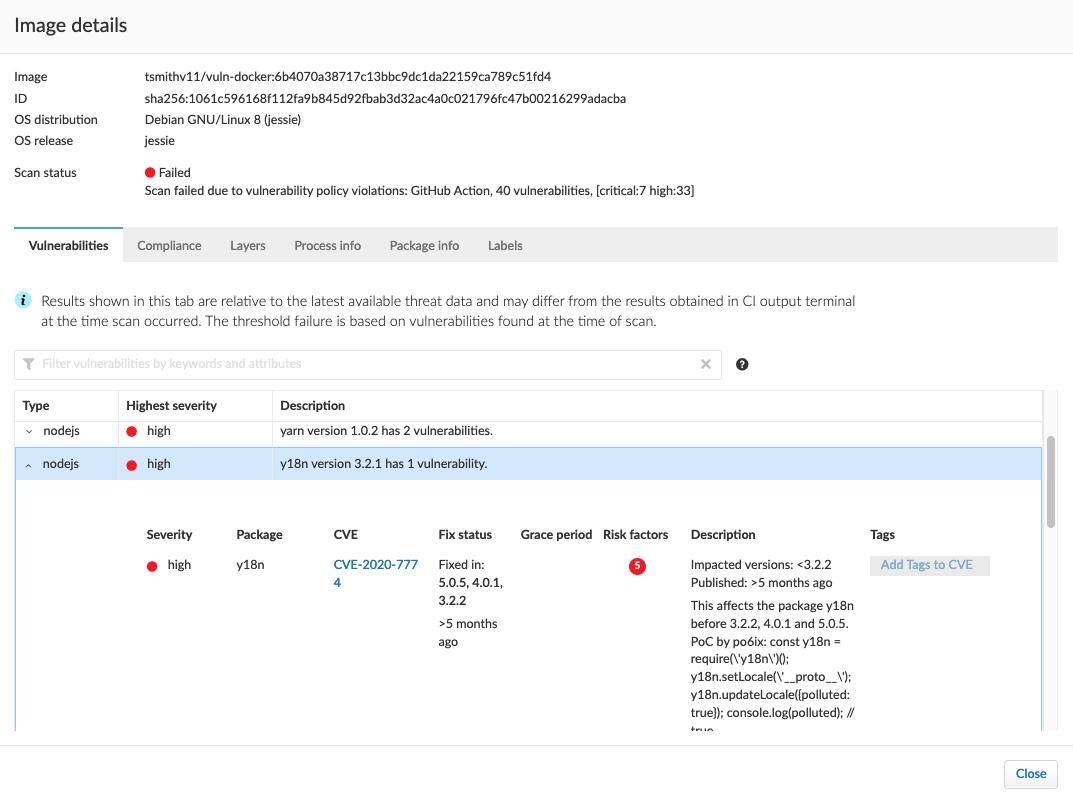 Image details
Image tsmithv11/vuln-docker:6b4070a38717c13bbc9dc1da22159ca789c51fd4
ID sha256:1061c596168f112fa9b845d92fbab3d32ac4a0c021796fc47b00216299adacba
OS distribution Debian GNU/Linux 8 (jessie)
OS release jessie
Scan status Failed
Scan failed due to vulnerability policy violations: GitHub Action, 40 vulnerabilities, [critical:7 high:33]
Vulnerabilities Compliance Layers Process info Package info Labels
i Results shown in this tab are relative to the latest available threat data and may differ from the results obtained in CI output terminal
at the time scan occurred. The threshold failure is based on vulnerabilities found at the time of scan.
Filter vulnerabilities by keywords and attributes ?
Type Highest severity Description
nodejs high yarn version 1.0.2 has 2 vulnerabilities.
nodejs high y18n version 3.2.1 has 1 vulnerability.
Severity Package CVE Fix status Grace period Risk factors Description Tags
high y18n CVE-2020-777 Fixed in: 5 Impacted versions: <3.2.2 Add Tags to CVE
4 5.0.5, 4.0.1, Published: >5 months ago
3.2.2 This affects the package y18n
>5 months before 3.2.2, 4.0.1 and 5.0.5.
ago PoC by po6ix: const y18n =
require(\'y18n\')();
y18n.setLocale(\'__proto__\');
y18n.updateLocale({polluted:
true}); console.log(polluted); //
true
Close